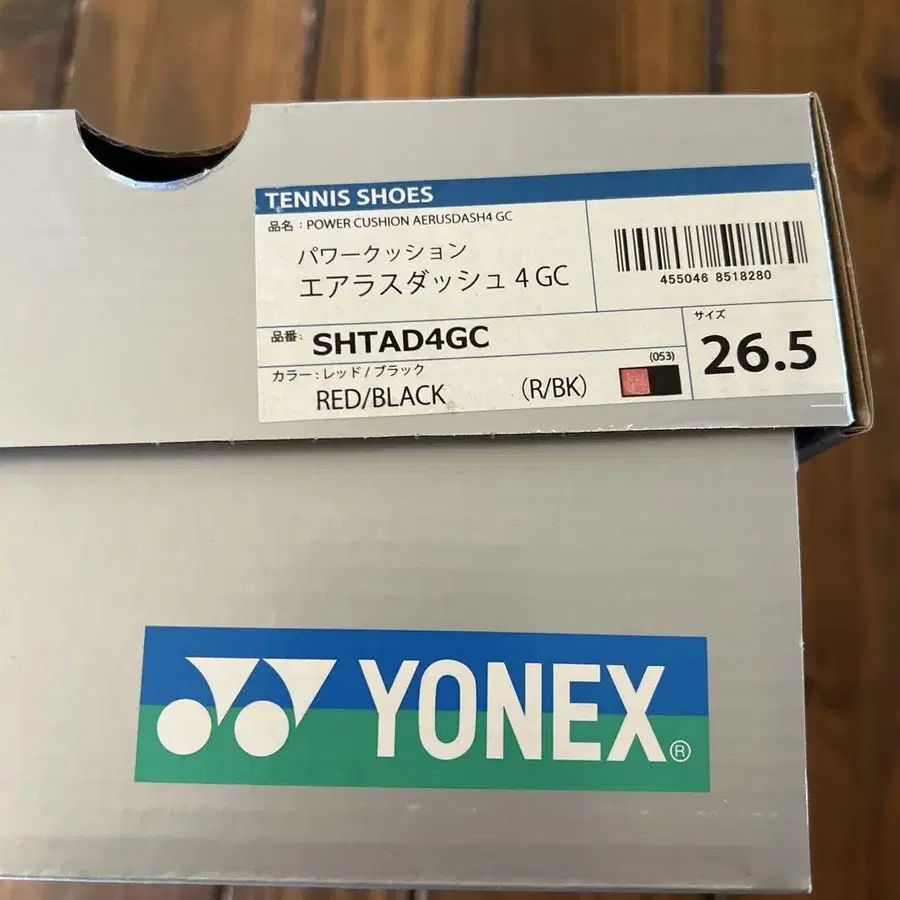 TENNIS SHOES
品名 : POWER CUSHION AERUSDASH4 GC
パワークッション
エアラスダッシュ 4 GC
455046 8518280
品番: SHTAD4GC
サイズ
26.5
カラー : レッド / ブラック
(053)
RED/BLACK (R/BK)
YONEX®